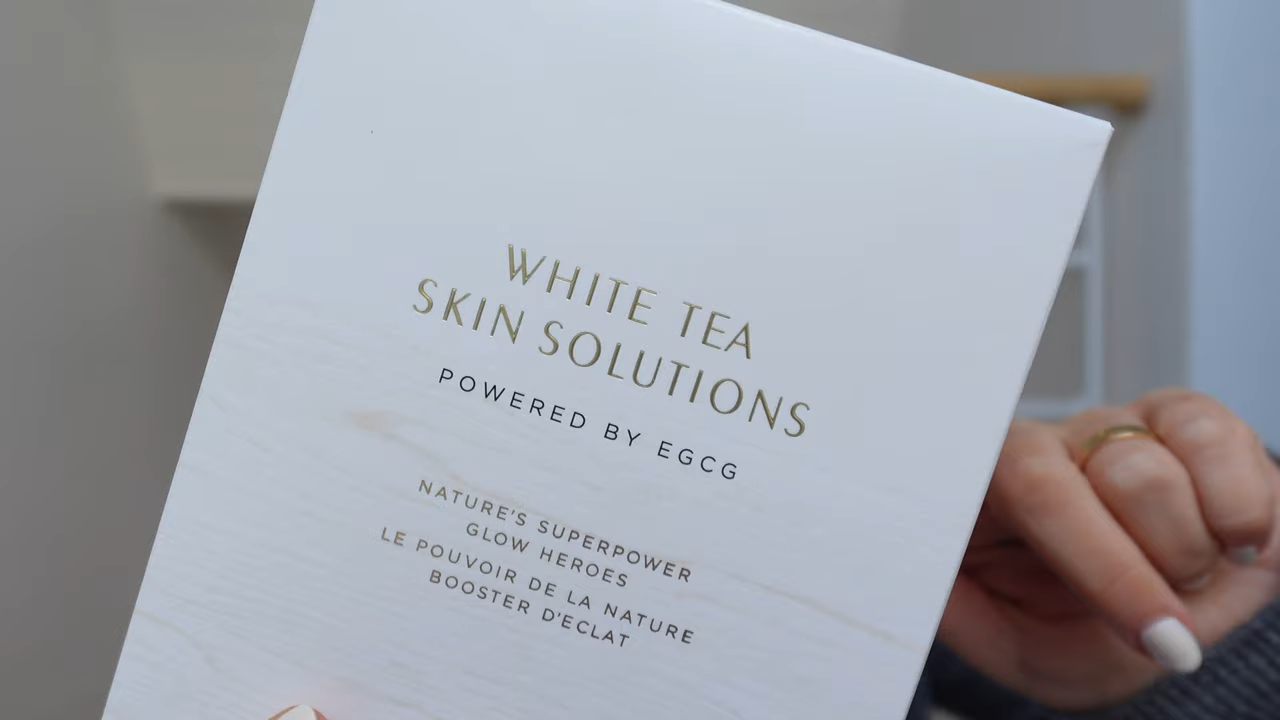 WHITE TEA
SKIN SOLUTIONS
POWERED BY EGCG
NATURE'S SUPERPOWER
GLOW HEROES
LE POUVOIR DE LA NATURE
BOOSTER D'ECLAT